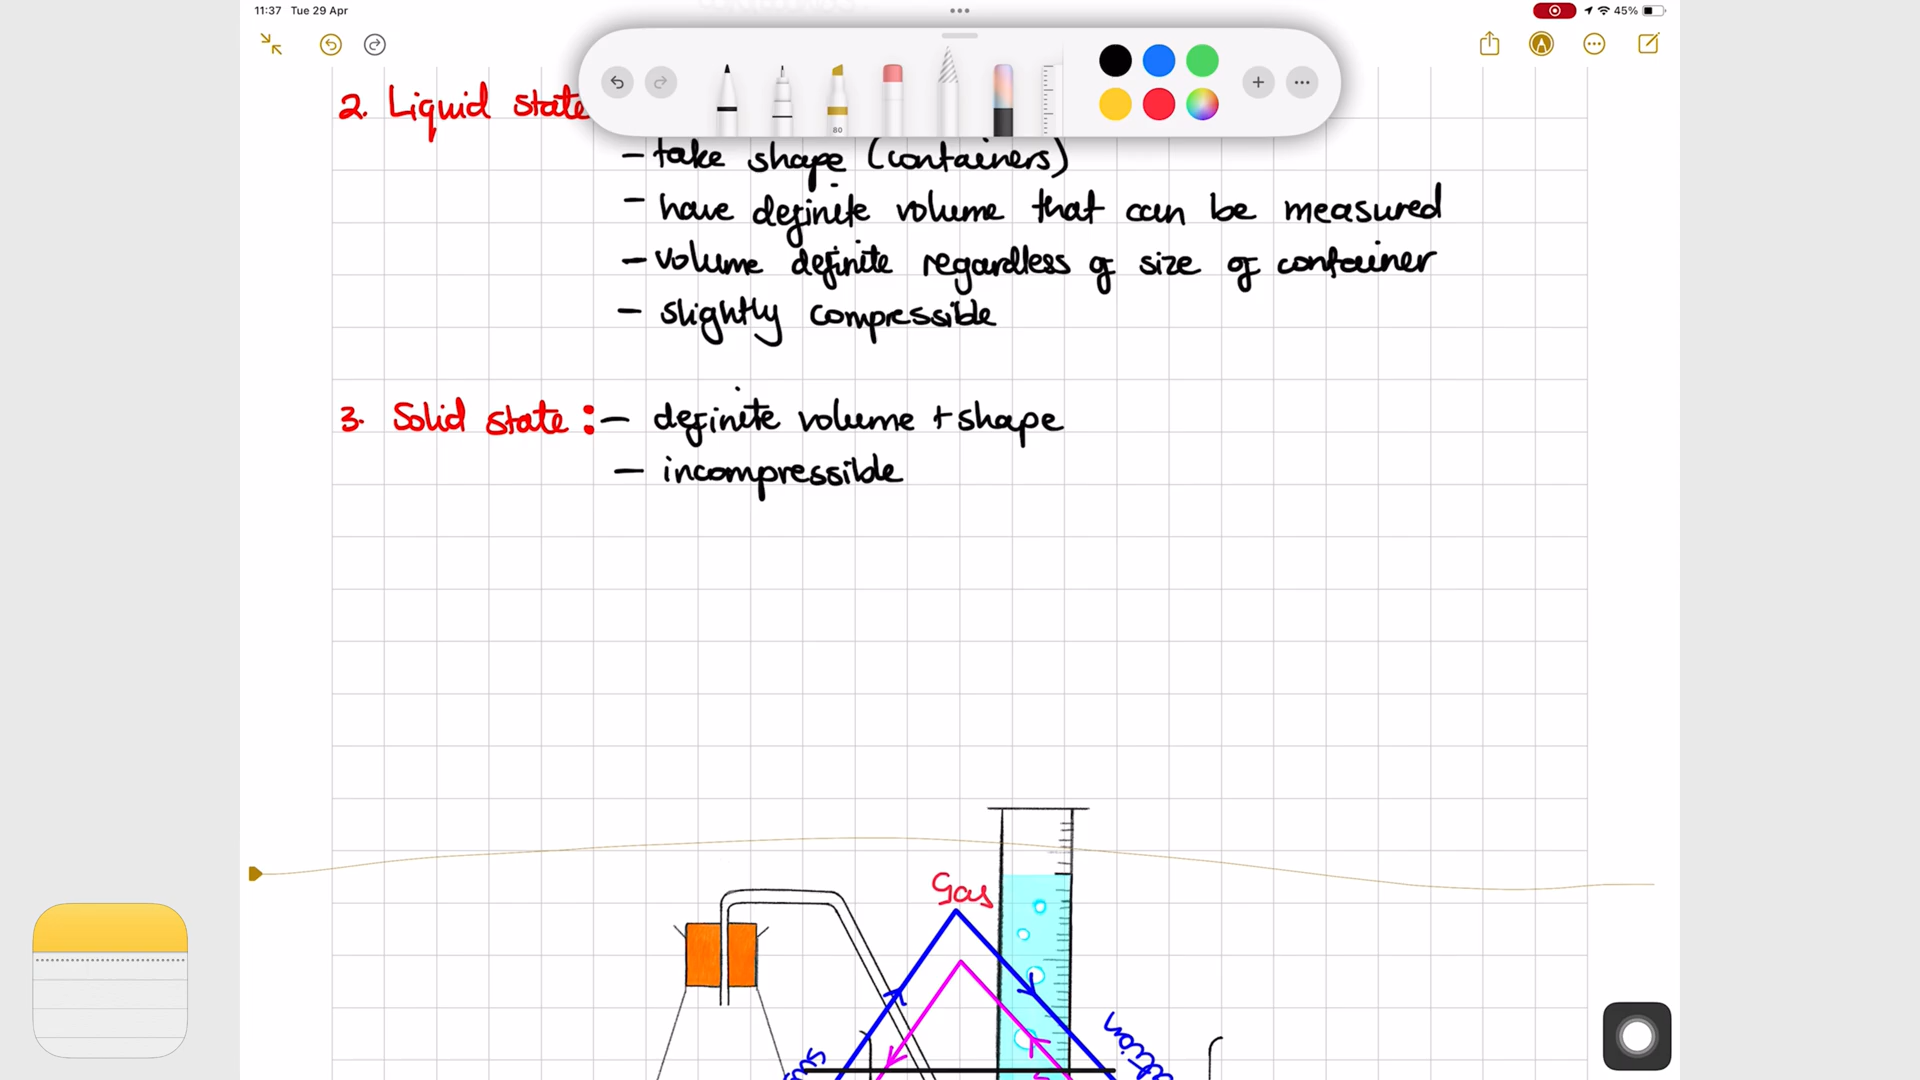 11:37 Tue 29 Apr
45%
80
2. Liquid state
- take shape (containers)
- have definite volume that can be measured
- volume definite regardless of size of container
- slightly compressible
3. Solid state : - definite volume + shape
- incompressible
Gas